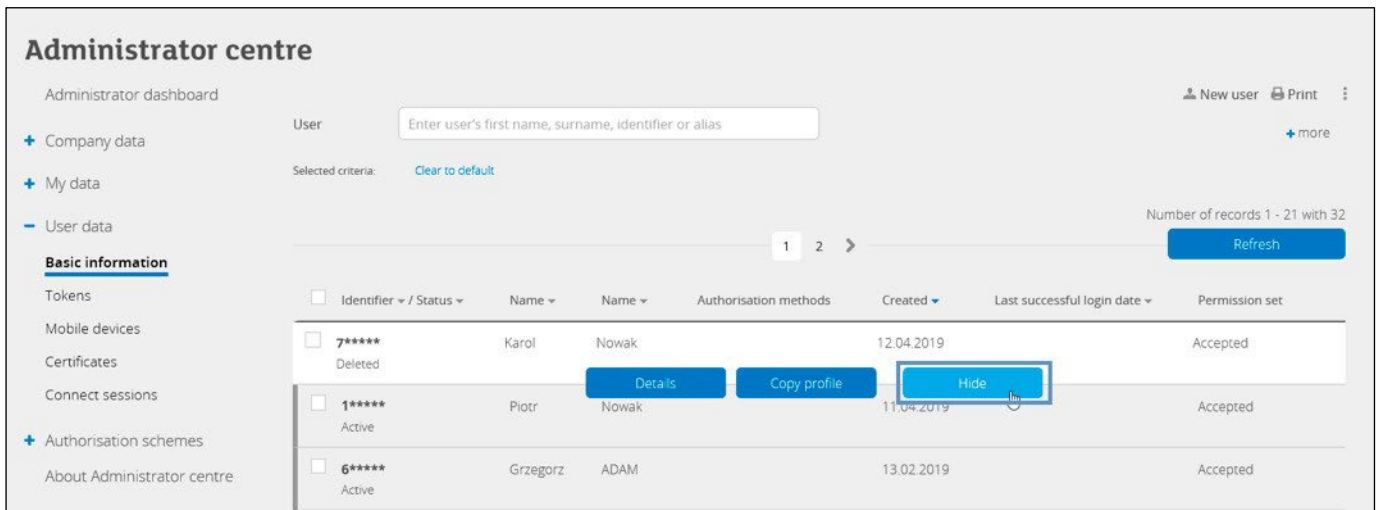 Administrator centre
Administrator dashboard
New user Print
User Enter user's first name, surname, identifier or alias
+ more
+ Company data
Selected criteria: Clear to default
+ My data
Number of records 1 - 21 with 32
− User data
1 2 Refresh
Basic information
Tokens
Identifier / Status Name Name Authorisation methods Created Last successful login date Permission set
Mobile devices
7***** Karol Nowak 12.04.2019 Accepted
Deleted
Certificates
Details Copy profile Hide
Connect sessions
1***** Piotr Nowak 11.04.2019 Accepted
Active
+ Authorisation schemes
6***** Grzegorz ADAM 13.02.2019 Accepted
About Administrator centre
Active